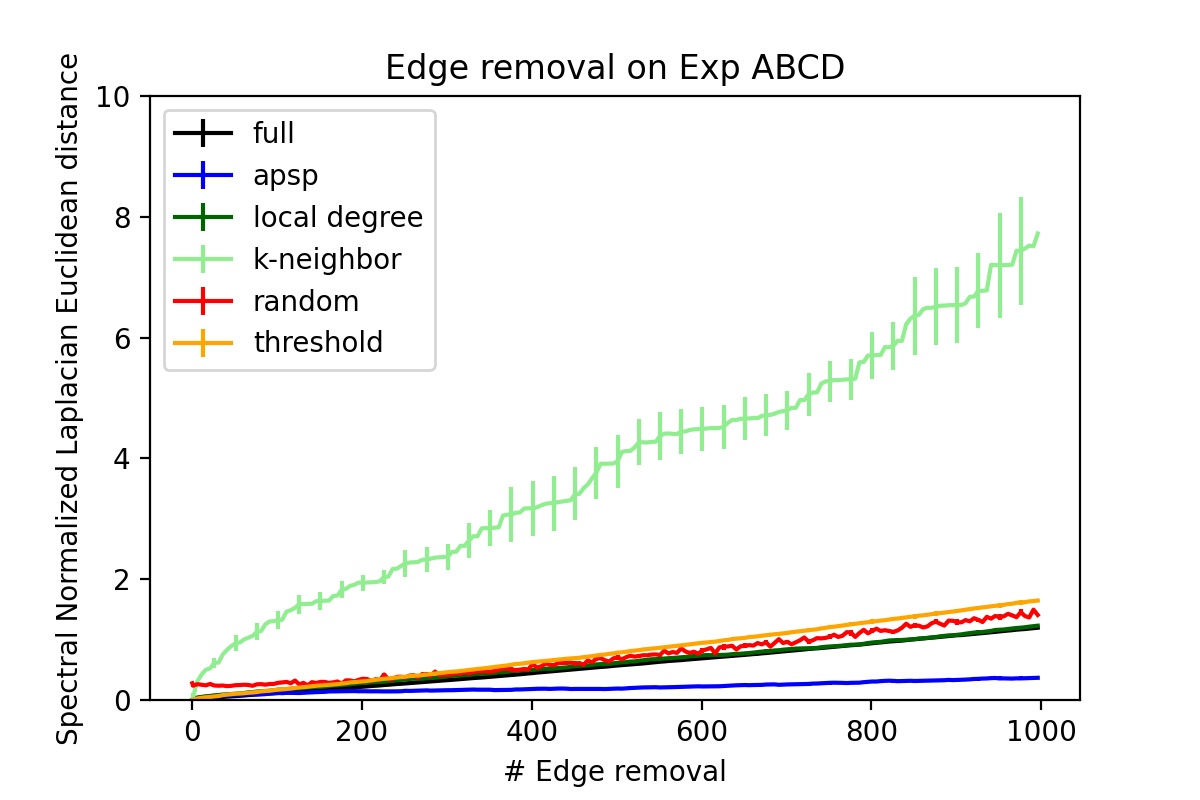 Edge removal on Exp ABCD
Spectral Normalized Laplacian Euclidean distance
10
8
6
4
2
0
full
apsp
local degree
k-neighbor
random
threshold
0 200 400 600 800 1000
# Edge removal